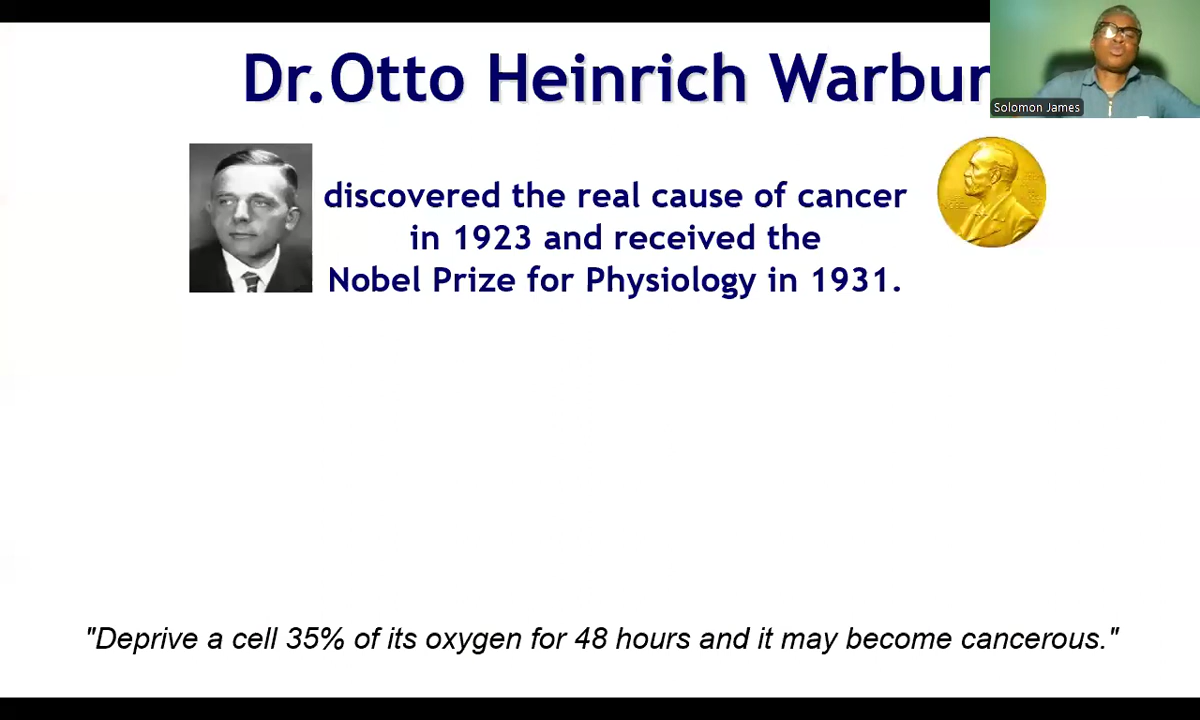 Dr.Otto Heinrich Warbur
Solomon James
discovered the real cause of cancer
in 1923 and received the
Nobel Prize for Physiology in 1931.
"Deprive a cell 35% of its oxygen for 48 hours and it may become cancerous."